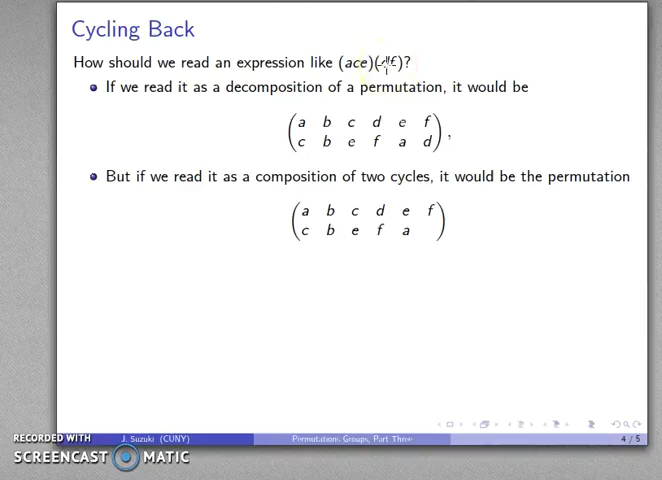 Cycling Back
How should we read an expression like (ace)(df)?
If we read it as a decomposition of a permutation, it would be
a b c d e f
c b e f a d ,
But if we read it as a composition of two cycles, it would be the permutation
a b c d e f
c b e f a
RECORDED WITH
SCREENCAST MATIC
J. Suzuki (CUNY) Permutations Groups, Part Three 4 / 5